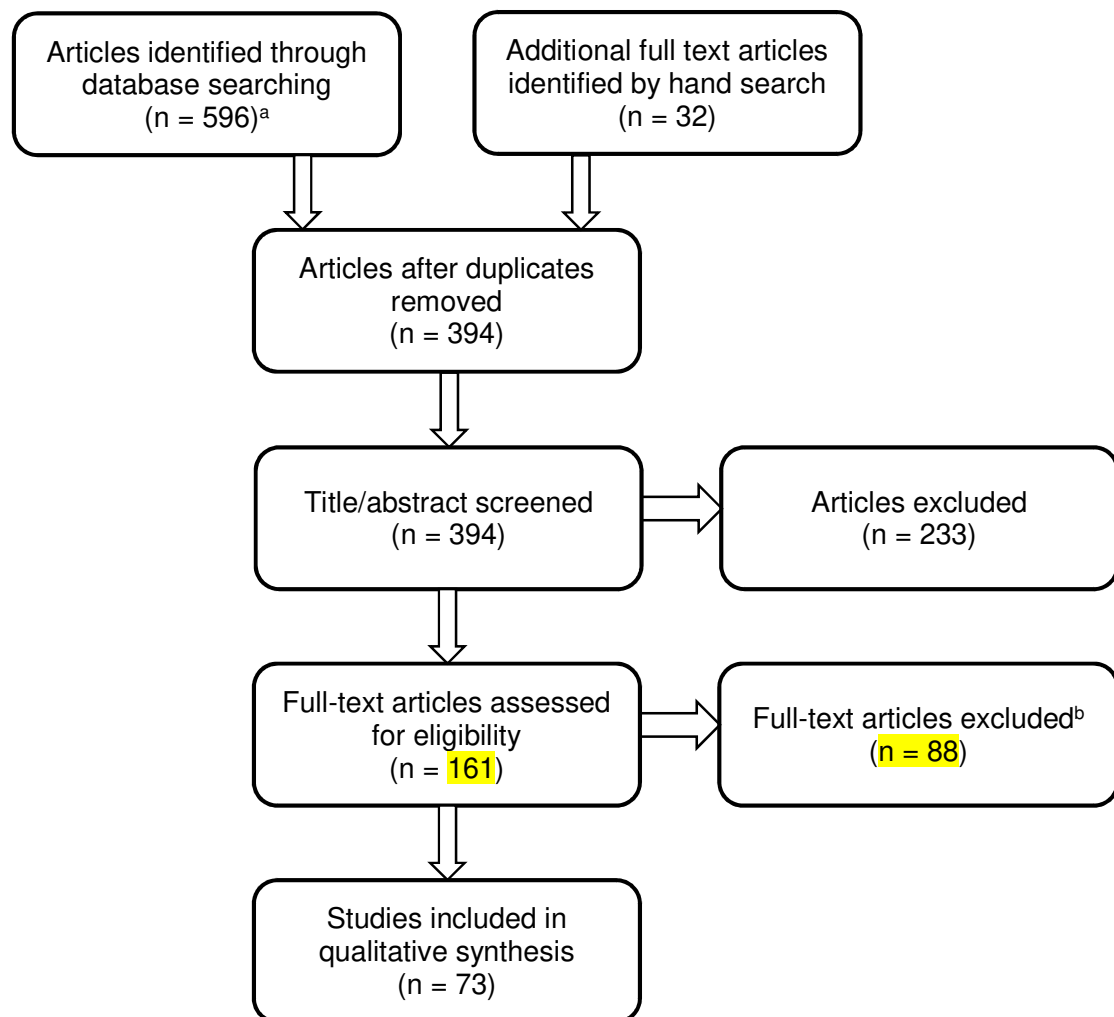 Articles identified through
database searching
(n = 596)ᵃ
Additional full text articles
identified by hand search
(n = 32)
Articles after duplicates
removed
(n = 394)
Title/abstract screened
(n = 394)
Articles excluded
(n = 233)
Full-text articles assessed
for eligibility
(n = 161)
Full-text articles excludedᵇ
(n = 88)
Studies included in
qualitative synthesis
(n = 73)